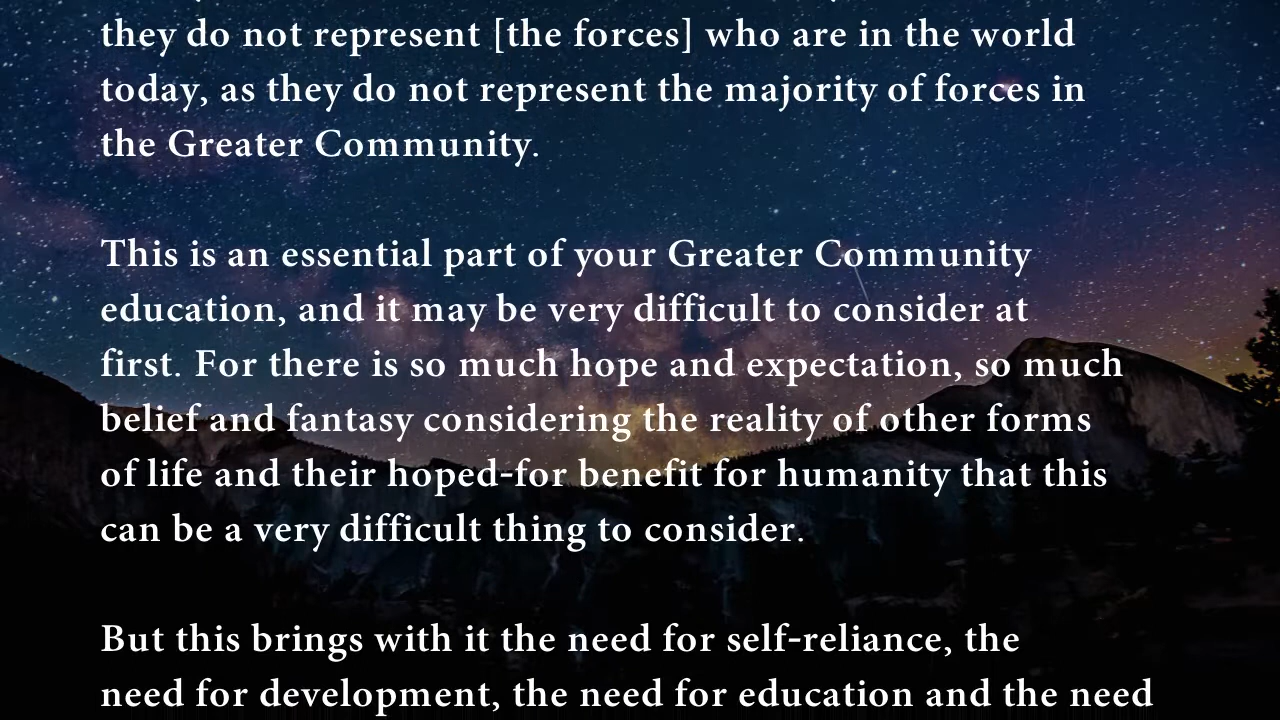 they do not represent [the forces] who are in the world
today, as they do not represent the majority of forces in
the Greater Community.
This is an essential part of your Greater Community
education, and it may be very difficult to consider at
first. For there is so much hope and expectation, so much
belief and fantasy considering the reality of other forms
of life and their hoped-for benefit for humanity that this
can be a very difficult thing to consider.
But this brings with it the need for self-reliance, the
need for development, the need for education and the need